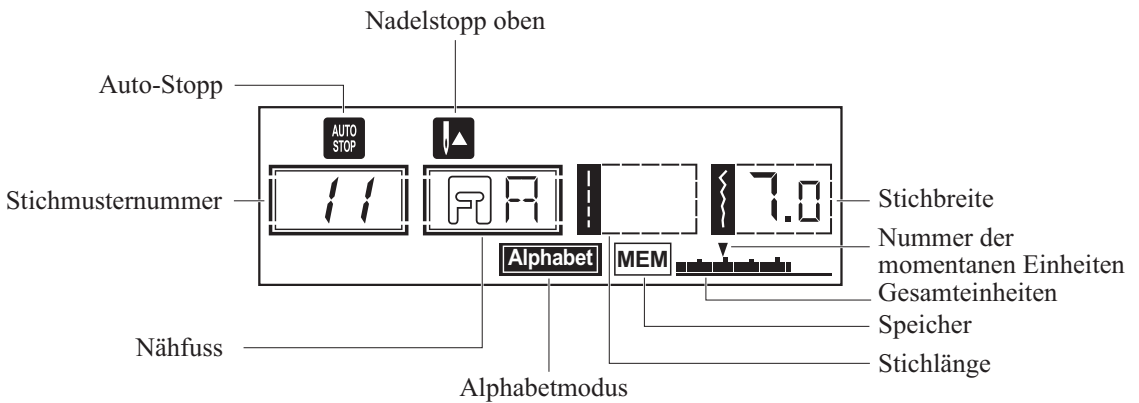 Nadelstopp oben
Auto-Stopp
AUTO
STOP
Stichmusternummer
11
A
7.0
Stichbreite
Alphabet
MEM
Nummer der
momentanen Einheiten
Gesamteinheiten
Speicher
Nähfuss
Stichlänge
Alphabetmodus